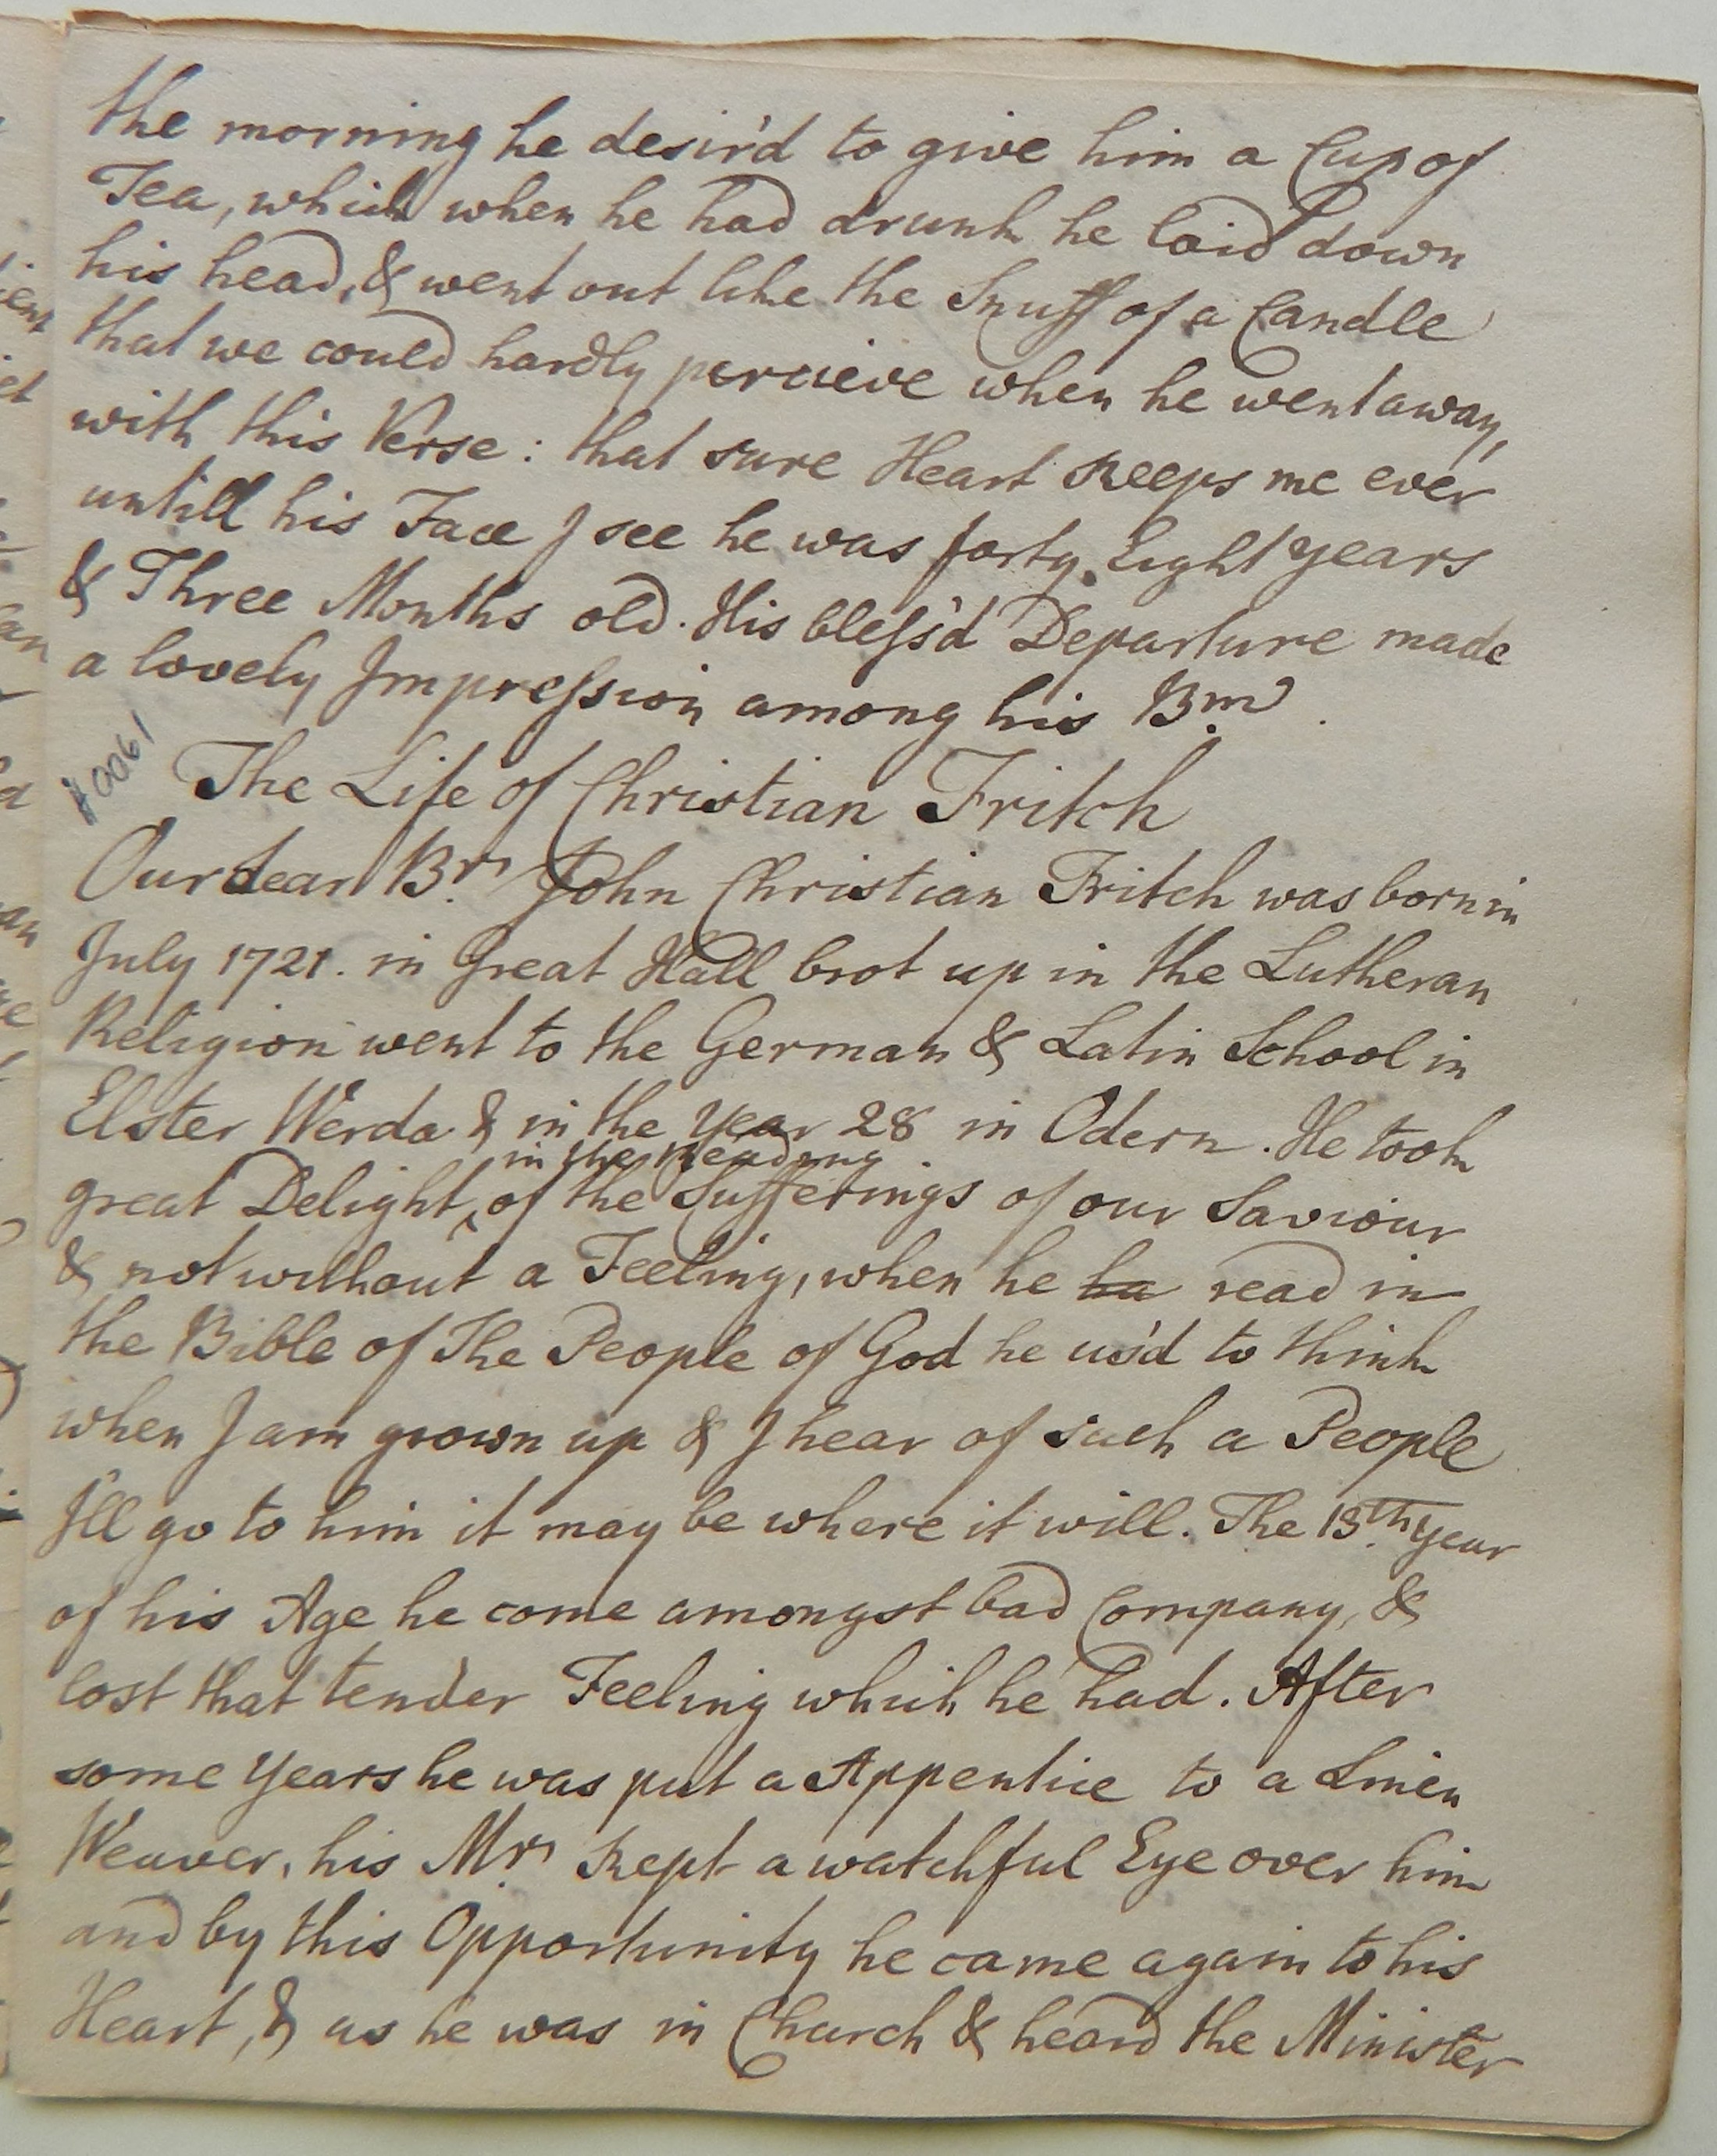 the morning he desir'd to give him a Cup of
Tea, which when he had drunk he laid down
his head, & went out like the Snuff of a Candle
that we could hardly percieve when he went away,
with this Verse: that sure Heart keeps me ever
untill his Face I see he was forty Eight years
& Three Months old. His bless'd Departure made
a lovely Impression among his Brn.
The Life of Christian Fritch
Our dear Br. John Christian Fritch was born in
July 1721. in Great Hall brot up in the Lutheran
Religion went to the German & Latin School in
Elster Werda & in the year 28 in Odern. He took
in the Reading
great Delight, of the Sufferings of our Saviour
& not without a Feeling, when he ha read in
the Bible of The People of God he us'd to think
when I am grown up & I hear of such a People
I'll go to him it may be where it will. The 13th year
of his Age he come amongst bad Company, &
lost that tender Feeling which he had. After
some years he was put a Appentice to a Linen
Weaver, his Mr. kept a watchful Eye over him
and by this Opportunity he came again to his
Heart, & as he was in Church & heard the Minister